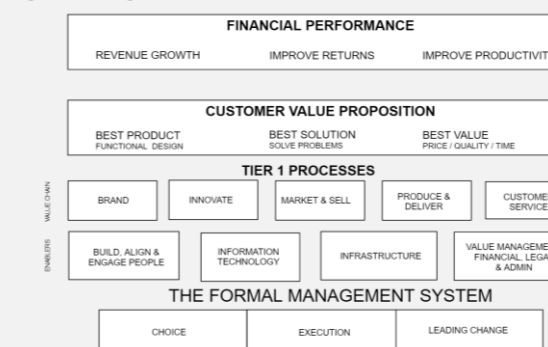 FINANCIAL PERFORMANCE
REVENUE GROWTH IMPROVE RETURNS IMPROVE PRODUCTIVIT
CUSTOMER VALUE PROPOSITION
BEST PRODUCT BEST SOLUTION BEST VALUE
FUNCTIONAL DESIGN SOLVE PROBLEMS PRICE / QUALITY / TIME
TIER 1 PROCESSES
VALUE CHAIN
BRAND
INNOVATE
MARKET & SELL
PRODUCE &
DELIVER
CUSTOME
SERVICE
ENABLERS
BUILD, ALIGN &
ENGAGE PEOPLE
INFORMATION
TECHNOLOGY
INFRASTRUCTURE
VALUE MANAGEME
FINANCIAL, LEGA
& ADMIN
THE FORMAL MANAGEMENT SYSTEM
CHOICE EXECUTION LEADING CHANGE